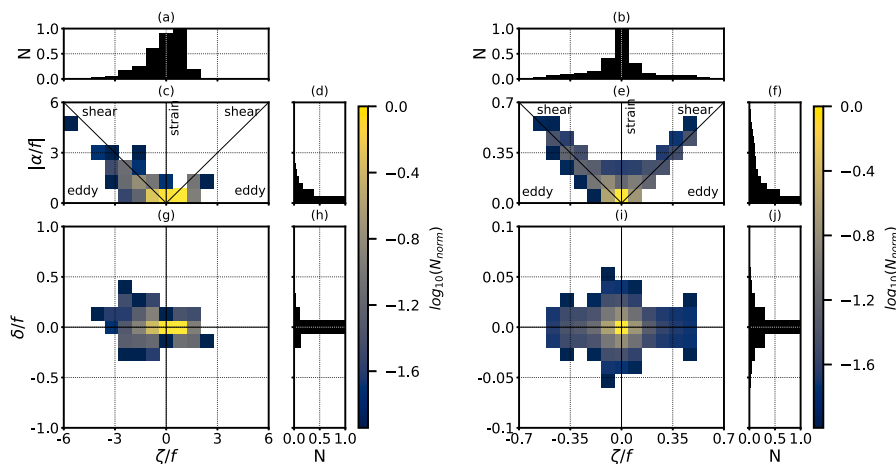 (a)
(b)
N
1.0
0.5
0.0
N
1.0
0.5
0.0
(c)
(d)
(e)
(f)
|α/f|
6
3
0
shear
strain
shear
eddy
eddy
0.0
−0.4
−0.8
−1.2
−1.6
log₁₀(N_norm)
0.7
0.35
0.0
shear
strain
shear
eddy
eddy
0.0
−0.4
−0.8
−1.2
−1.6
log₁₀(N_norm)
(g)
(h)
(i)
(j)
δ/f
1.0
0.5
0.0
-0.5
-1.0
0.1
0.05
0.0
-0.05
-0.1
-6 -3 0 3 6
0.0 0.5 1.0
-0.7 -0.35 0.0 0.35 0.7
0.0 0.5 1.0
ζ/f
N
ζ/f
N